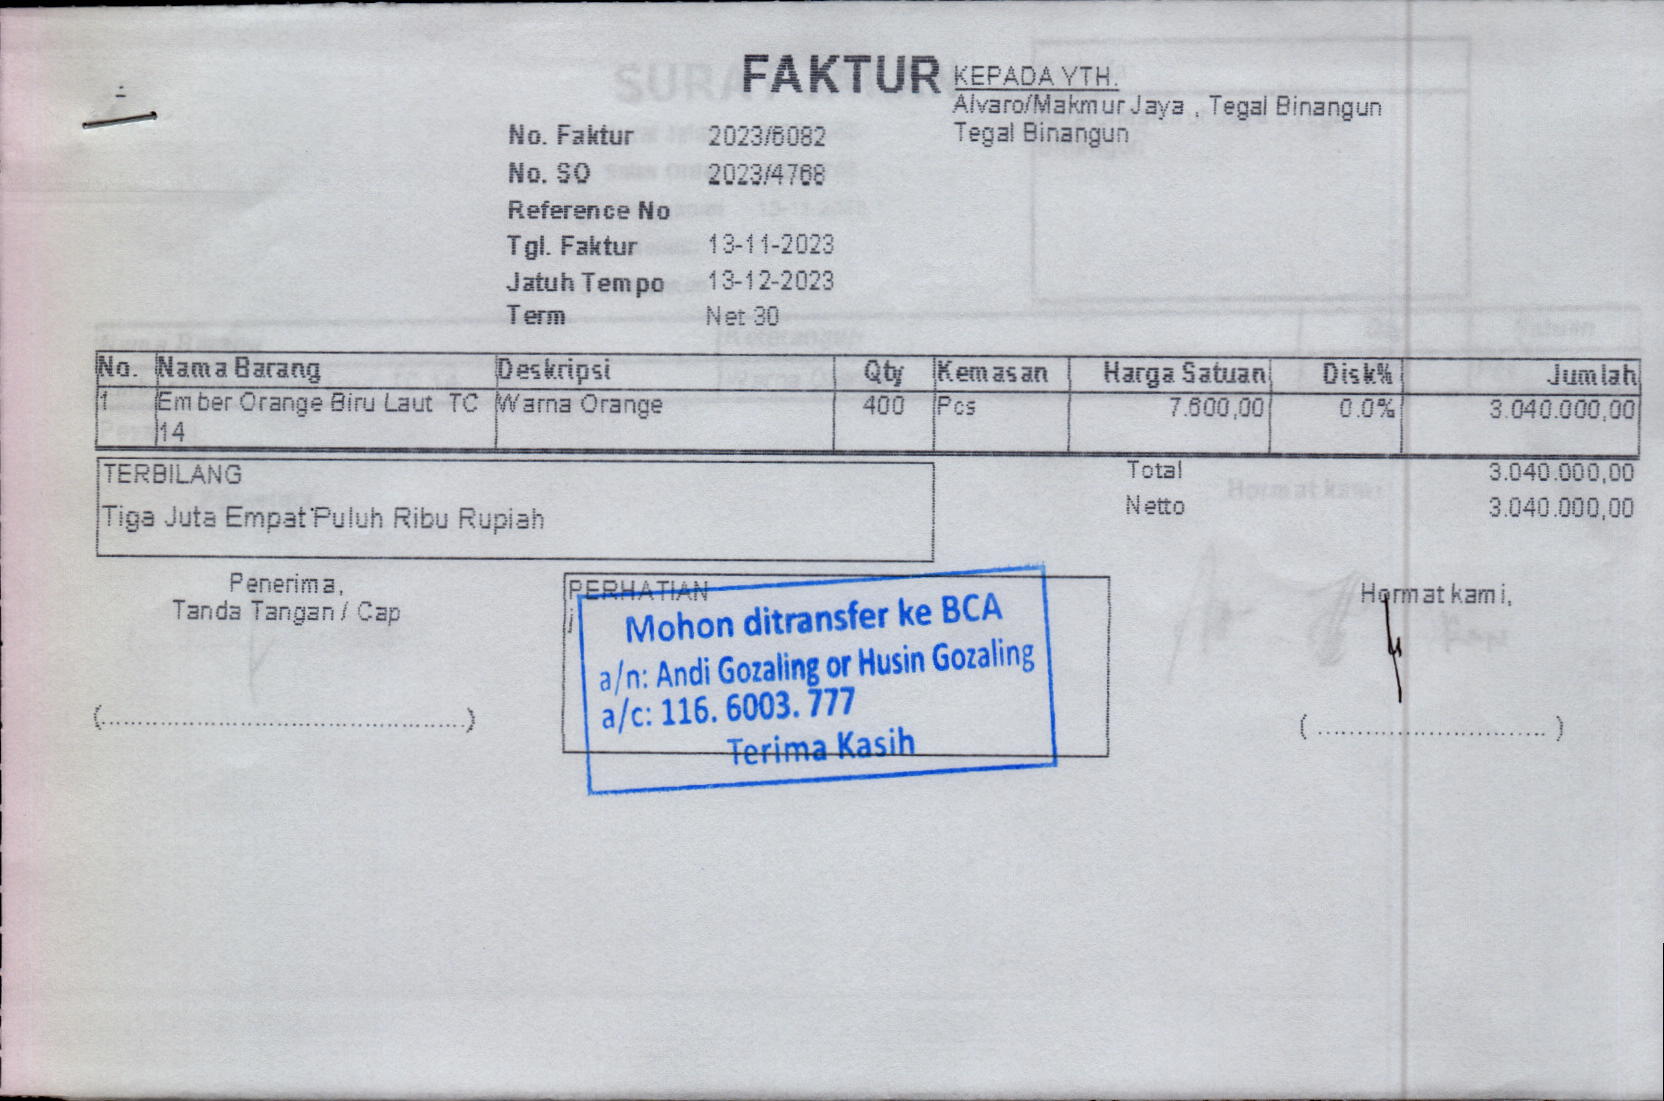 FAKTUR
KEPADA YTH.
Alvaro/Makmur Jaya , Tegal Binangun
Tegal Binangun
No. Faktur 2023/6082
No. SO 2023/4768
Reference No
Tgl. Faktur 13-11-2023
Jatuh Tempo 13-12-2023
Term Net 30
No. Nama Barang Deskripsi Qty Kemasan Harga Satuan Disk% Jumlah
1 Ember Orange Biru Laut TC Warna Orange 400 Pcs 7.600,00 0.0% 3.040.000,00
14
TERBILANG
Tiga Juta Empat Puluh Ribu Rupiah
Total 3.040.000,00
Netto 3.040.000,00
Penerima,
Tanda Tangan / Cap
(............................................)
PERHATIAN
Mohon ditransfer ke BCA
a/n: Andi Gozaling or Husin Gozaling
a/c: 116. 6003. 777
Terima Kasih
Hormat kami,
( ............................ )